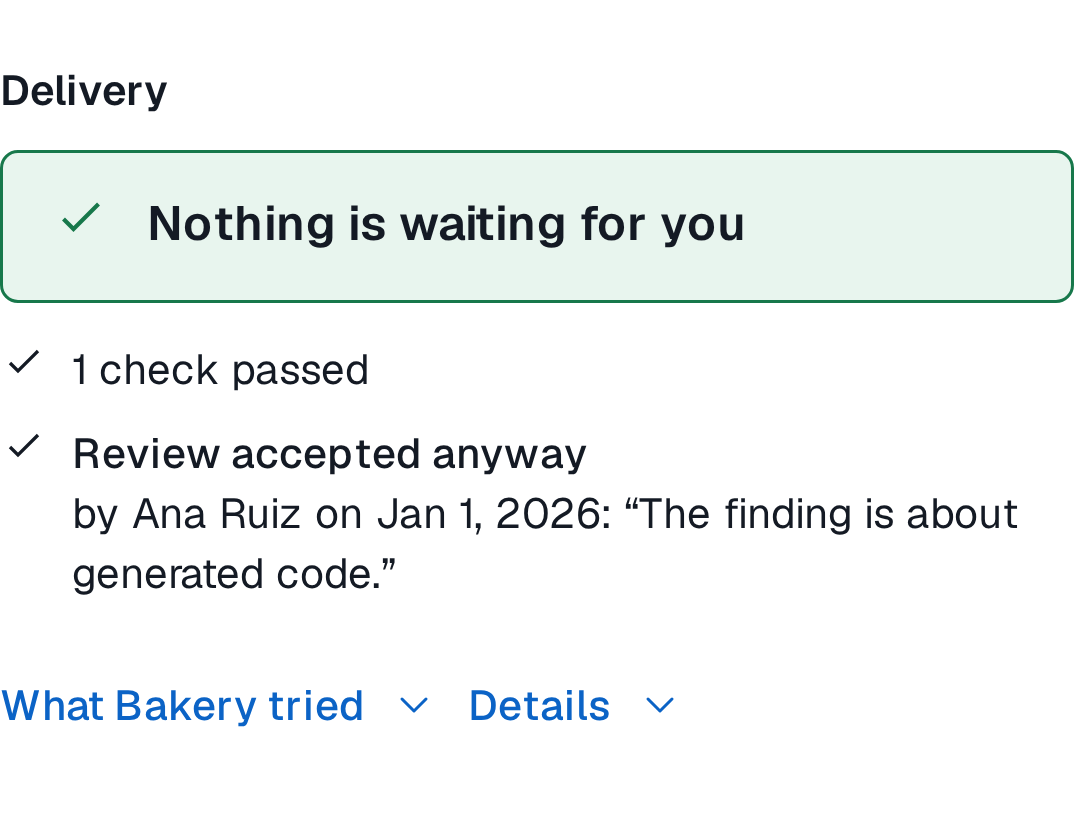 Delivery
Nothing is waiting for you
1 check passed
Review accepted anyway
by Ana Ruiz on Jan 1, 2026: “The finding is about
generated code.”
What Bakery tried Details